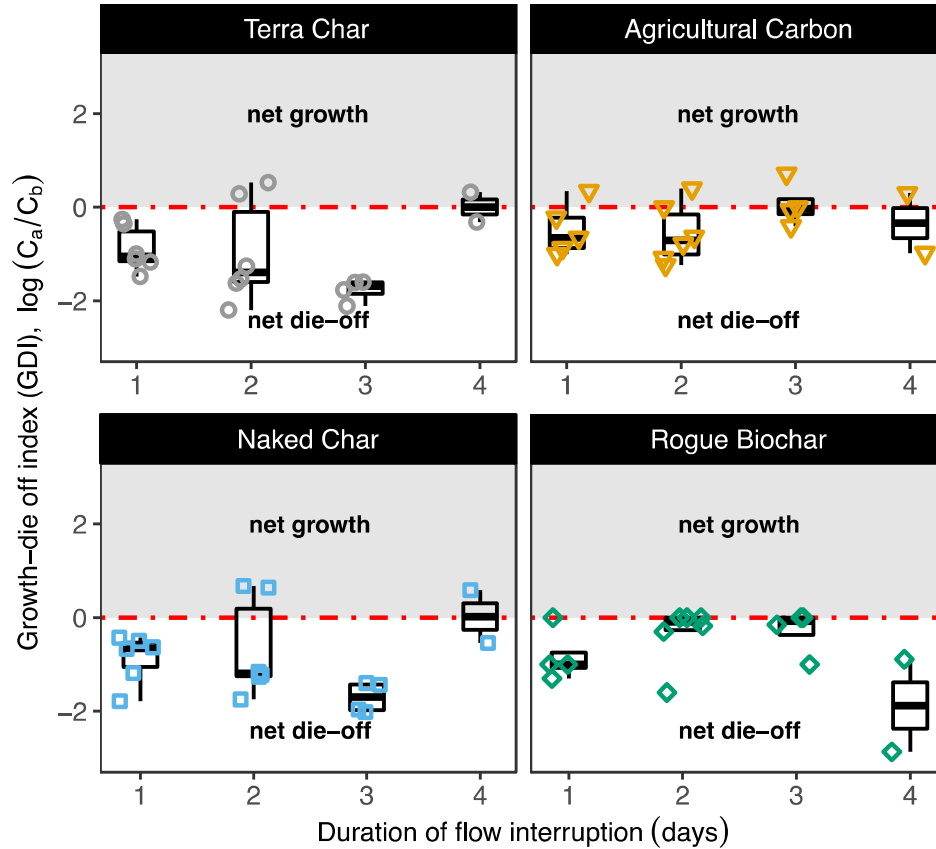 Terra Char
Agricultural Carbon
net growth
net growth
2
0
−2
net die−off
net die−off
1 2 3 4
1 2 3 4
Growth−die off index (GDI), log (Ca/Cb)
Naked Char
Rogue Biochar
net growth
net growth
2
0
−2
net die−off
net die−off
1 2 3 4
1 2 3 4
Duration of flow interruption (days)